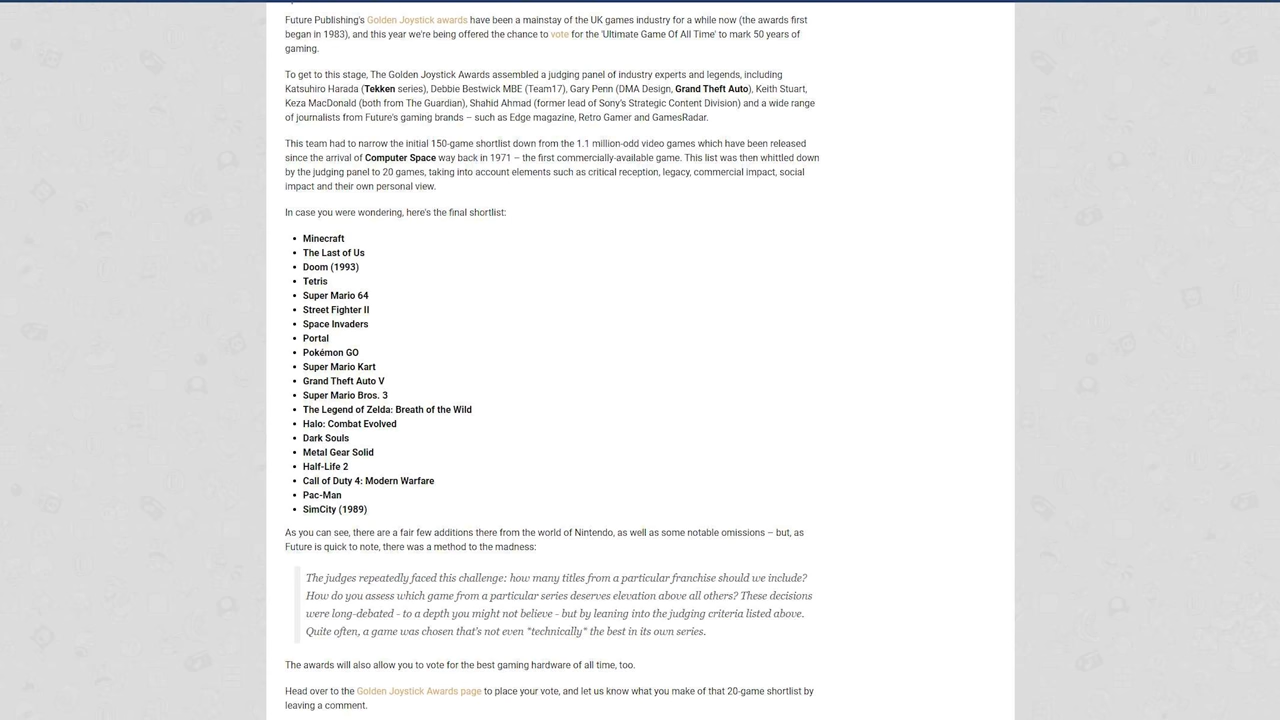 Future Publishing's Golden Joystick awards have been a mainstay of the UK games industry for a while now (the awards first
began in 1983), and this year we're being offered the chance to vote for the 'Ultimate Game Of All Time' to mark 50 years of
gaming.
To get to this stage, The Golden Joystick Awards assembled a judging panel of industry experts and legends, including
Katsuhiro Harada (Tekken series), Debbie Bestwick MBE (Team17), Gary Penn (DMA Design, Grand Theft Auto), Keith Stuart,
Keza MacDonald (both from The Guardian), Shahid Ahmad (former lead of Sony's Strategic Content Division) and a wide range
of journalists from Future's gaming brands – such as Edge magazine, Retro Gamer and GamesRadar.
This team had to narrow the initial 150-game shortlist down from the 1.1 million-odd video games which have been released
since the arrival of Computer Space way back in 1971 – the first commercially-available game. This list was then whittled down
by the judging panel to 20 games, taking into account elements such as critical reception, legacy, commercial impact, social
impact and their own personal view.
In case you were wondering, here's the final shortlist:
• Minecraft
• The Last of Us
• Doom (1993)
• Tetris
• Super Mario 64
• Street Fighter II
• Space Invaders
• Portal
• Pokémon GO
• Super Mario Kart
• Grand Theft Auto V
• Super Mario Bros. 3
• The Legend of Zelda: Breath of the Wild
• Halo: Combat Evolved
• Dark Souls
• Metal Gear Solid
• Half-Life 2
• Call of Duty 4: Modern Warfare
• Pac-Man
• SimCity (1989)
As you can see, there are a fair few additions there from the world of Nintendo, as well as some notable omissions – but, as
Future is quick to note, there was a method to the madness:
The judges repeatedly faced this challenge: how many titles from a particular franchise should we include?
How do you assess which game from a particular series deserves elevation above all others? These decisions
were long-debated - to a depth you might not believe - but by leaning into the judging criteria listed above.
Quite often, a game was chosen that's not even *technically* the best in its own series.
The awards will also allow you to vote for the best gaming hardware of all time, too.
Head over to the Golden Joystick Awards page to place your vote, and let us know what you make of that 20-game shortlist by
leaving a comment.